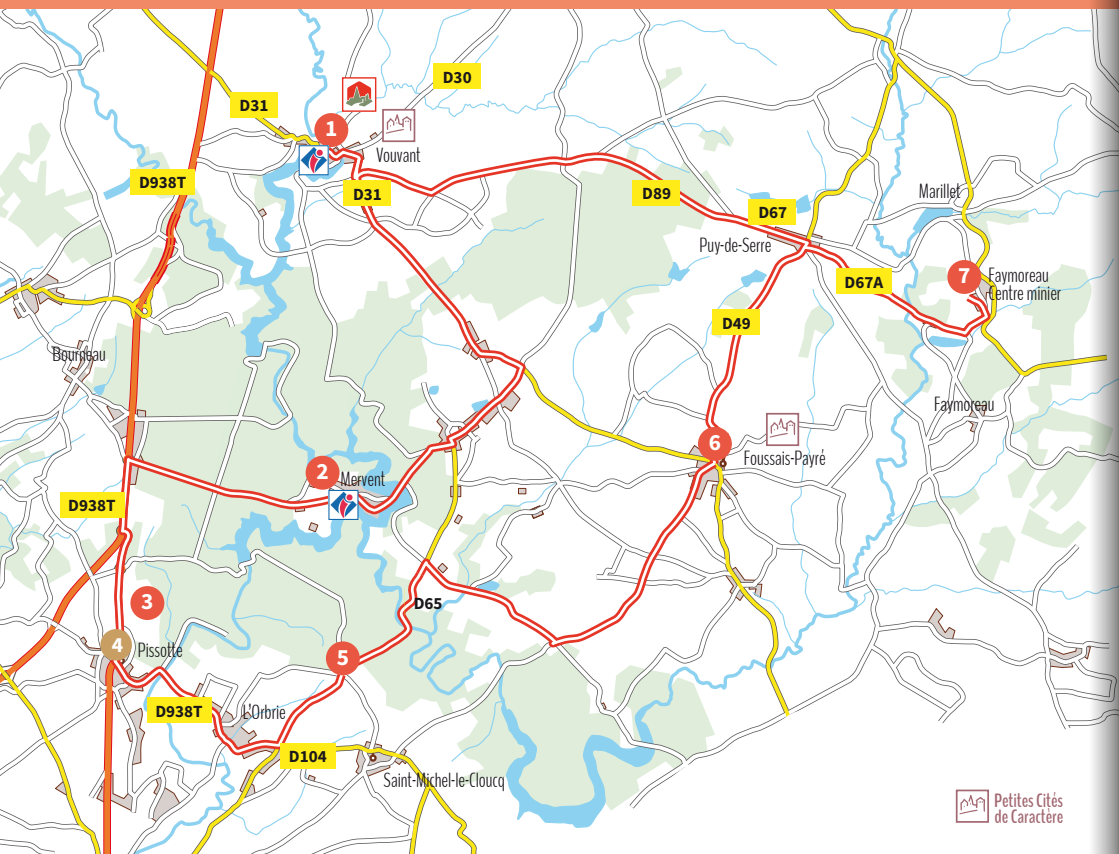 D30
D31
1
Vouvant
D938T
D31
D89
Marillet
D67
Puy-de-Serre
7
Faymoreau
Centre minier
D67A
D49
Bourneau
Faymoreau
6
Foussais-Payré
2
Mervent
D938T
3
D65
4
Pissotte
5
D938T
L'Orbrie
D104
Saint-Michel-le-Cloucq
Petites Cités
de Caractère